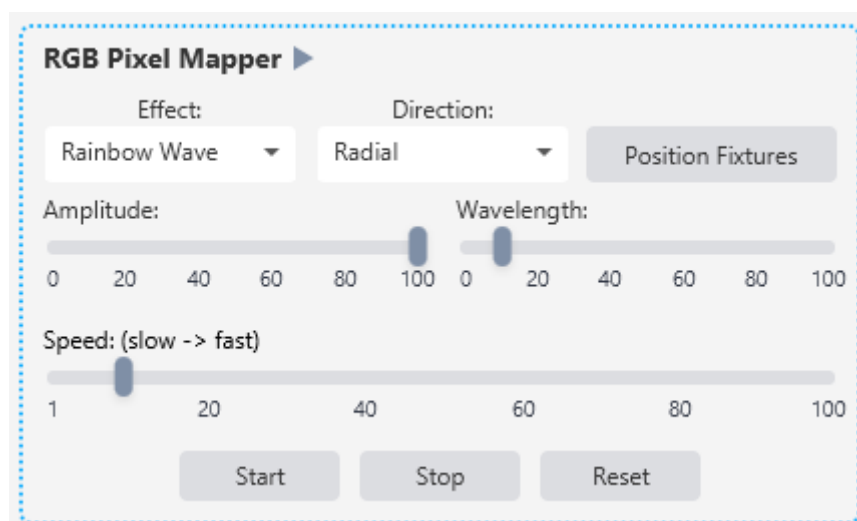 RGB Pixel Mapper
Effect: Direction:
Rainbow Wave Radial Position Fixtures
Amplitude: Wavelength:
0 20 40 60 80 100 0 20 40 60 80 100
Speed: (slow -> fast)
1 20 40 60 80 100
Start Stop Reset